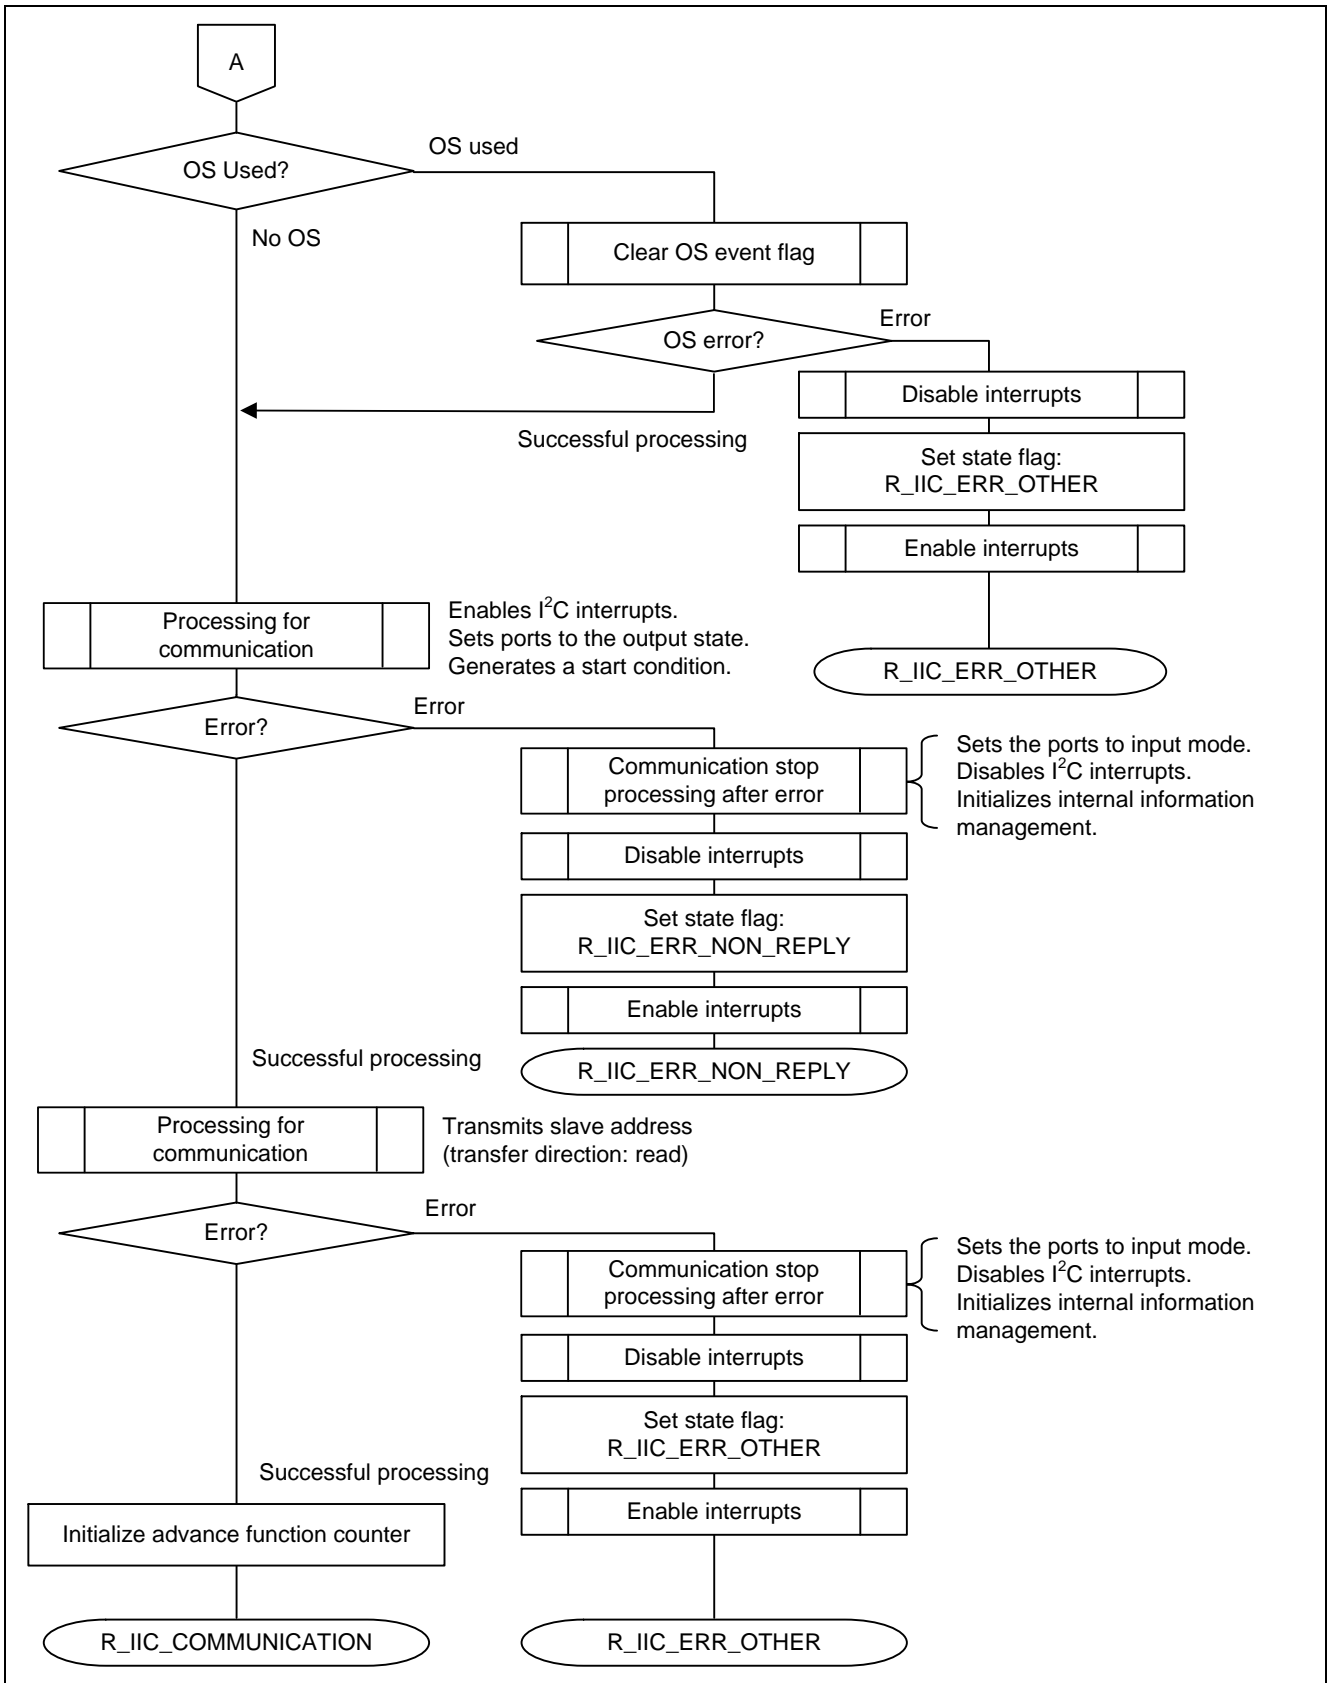 A
OS Used?
OS used
No OS
Clear OS event flag
OS error?
Error
Disable interrupts
Successful processing
Set state flag:
R_IIC_ERR_OTHER
Enable interrupts
R_IIC_ERR_OTHER
Processing for
communication
Enables I²C interrupts.
Sets ports to the output state.
Generates a start condition.
Error?
Error
Communication stop
processing after error
Sets the ports to input mode.
Disables I²C interrupts.
Initializes internal information
management.
Disable interrupts
Set state flag:
R_IIC_ERR_NON_REPLY
Enable interrupts
R_IIC_ERR_NON_REPLY
Successful processing
Processing for
communication
Transmits slave address
(transfer direction: read)
Error?
Error
Communication stop
processing after error
Sets the ports to input mode.
Disables I²C interrupts.
Initializes internal information
management.
Disable interrupts
Set state flag:
R_IIC_ERR_OTHER
Enable interrupts
R_IIC_ERR_OTHER
Successful processing
Initialize advance function counter
R_IIC_COMMUNICATION